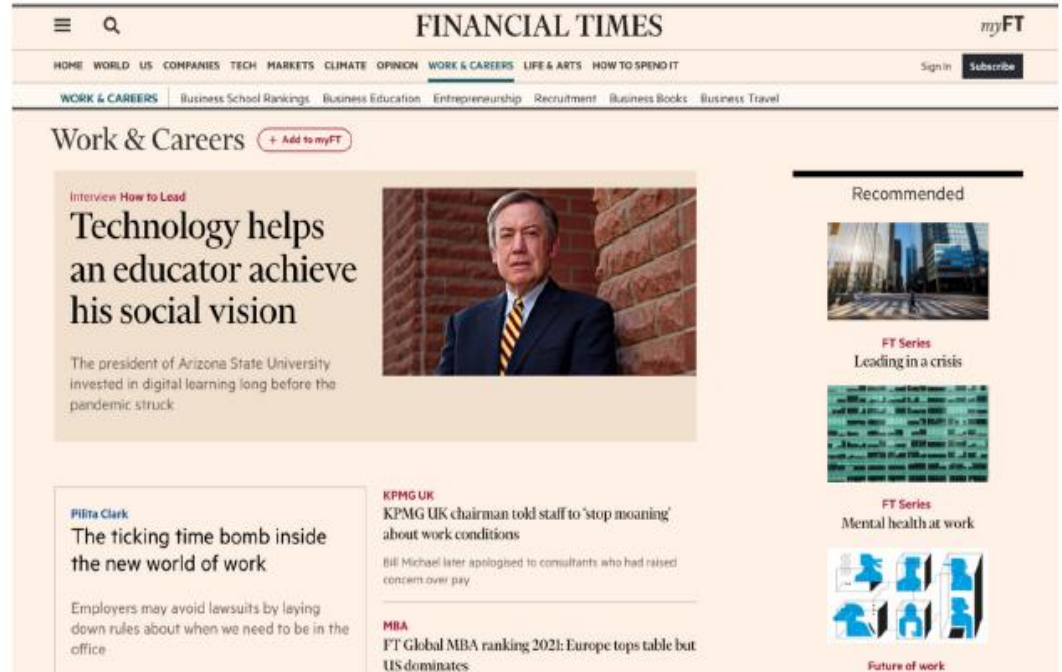 FINANCIAL TIMES
myFT
HOME WORLD US COMPANIES TECH MARKETS CLIMATE OPINION WORK & CAREERS LIFE & ARTS HOW TO SPEND IT
Sign In Subscribe
WORK & CAREERS Business School Rankings Business Education Entrepreneurship Recruitment Business Books Business Travel
Work & Careers + Add to myFT
Interview How to Lead
Technology helps
an educator achieve
his social vision
The president of Arizona State University
invested in digital learning long before the
pandemic struck
Pilita Clark
The ticking time bomb inside
the new world of work
Employers may avoid lawsuits by laying
down rules about when we need to be in the
office
KPMG UK
KPMG UK chairman told staff to 'stop moaning'
about work conditions
Bill Michael later apologised to consultants who had raised
concern over pay
MBA
FT Global MBA ranking 2021: Europe tops table but
US dominates
Recommended
FT Series
Leading in a crisis
FT Series
Mental health at work
Future of work